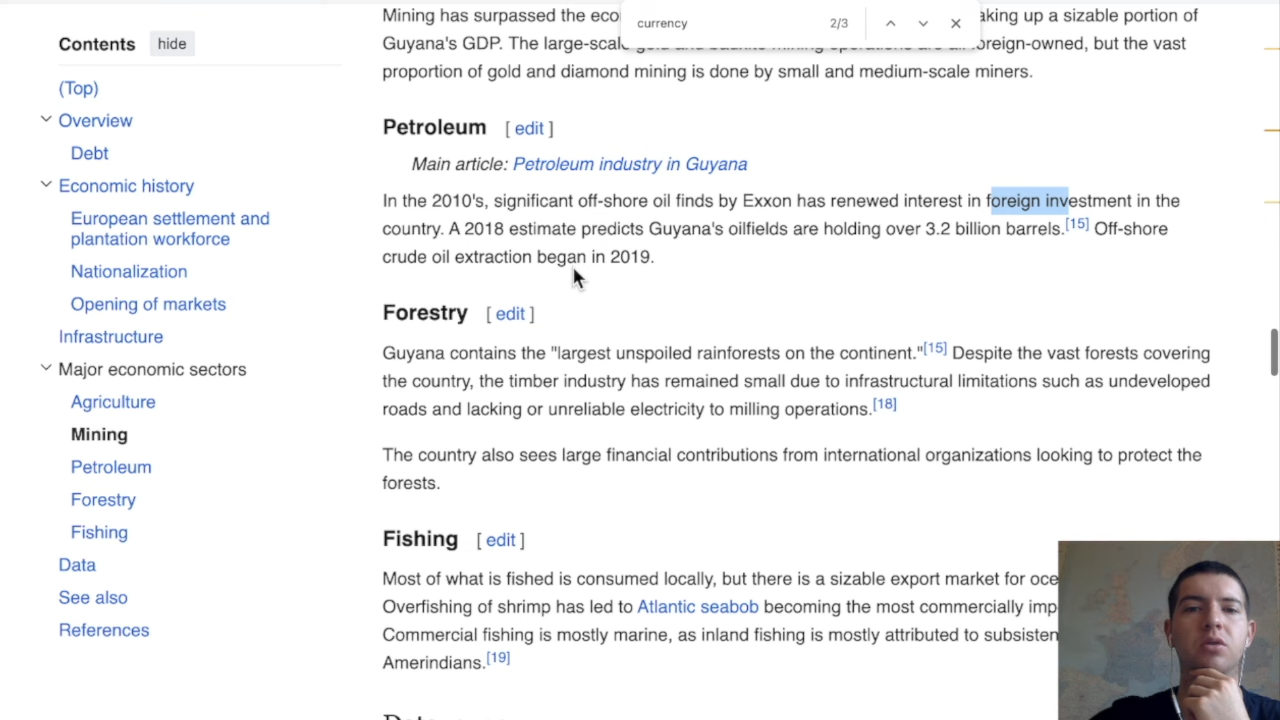 currency 2/3
Contents hide
(Top)
Overview
Debt
Economic history
European settlement and
plantation workforce
Nationalization
Opening of markets
Infrastructure
Major economic sectors
Agriculture
Mining
Petroleum
Forestry
Fishing
Data
See also
References
Mining has surpassed the up a sizable portion of
Guyana's GDP. The but the vast
proportion of gold and diamond mining is done by small and medium-scale miners.
Petroleum [ edit ]
Main article: Petroleum industry in Guyana
In the 2010's, significant off-shore oil finds by Exxon has renewed interest in foreign investment in the
country. A 2018 estimate predicts Guyana's oilfields are holding over 3.2 billion barrels.[15] Off-shore
crude oil extraction began in 2019.
Forestry [ edit ]
Guyana contains the "largest unspoiled rainforests on the continent."[15] Despite the vast forests covering
the country, the timber industry has remained small due to infrastructural limitations such as undeveloped
roads and lacking or unreliable electricity to milling operations.[18]
The country also sees large financial contributions from international organizations looking to protect the
forests.
Fishing [ edit ]
Most of what is fished is consumed locally, but there is a sizable export market for
Overfishing of shrimp has led to Atlantic seabob becoming the most commercially
Commercial fishing is mostly marine, as inland fishing is mostly attributed to
Amerindians.[19]